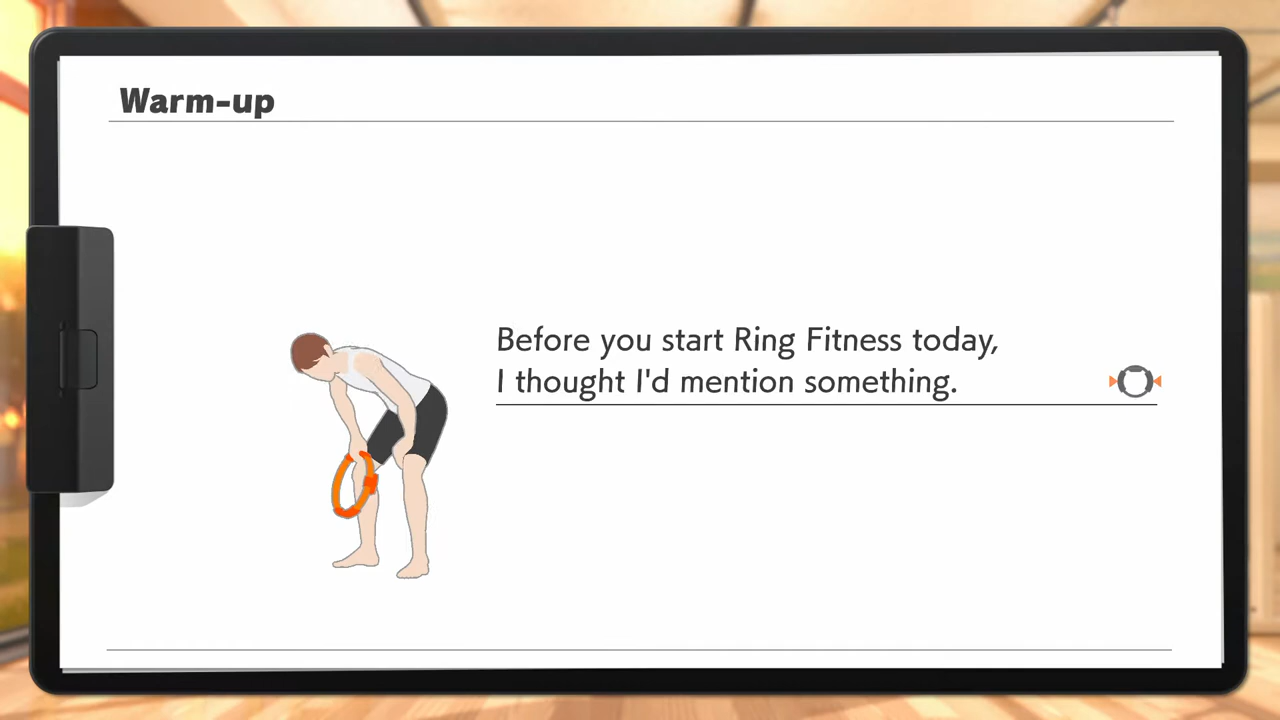 Warm-up
Before you start Ring Fitness today,
I thought I'd mention something.